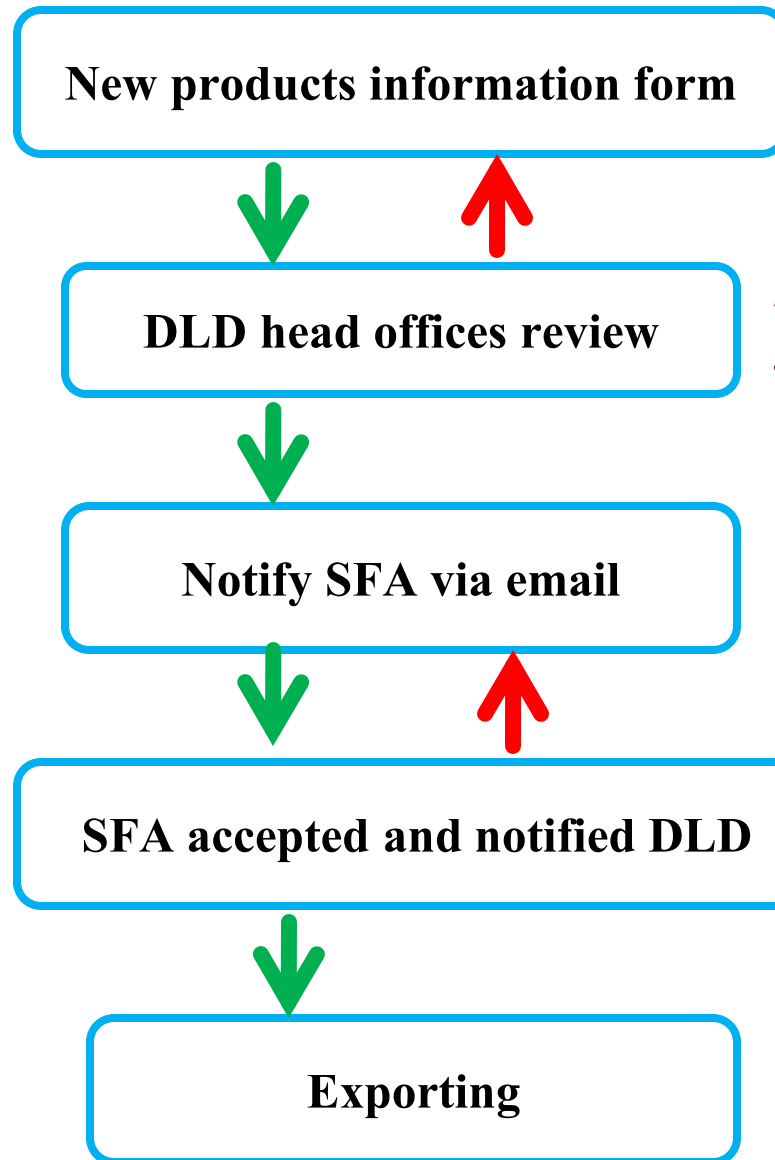 New products information form
DLD head offices review
Notify SFA via email
SFA accepted and notified DLD
Exporting